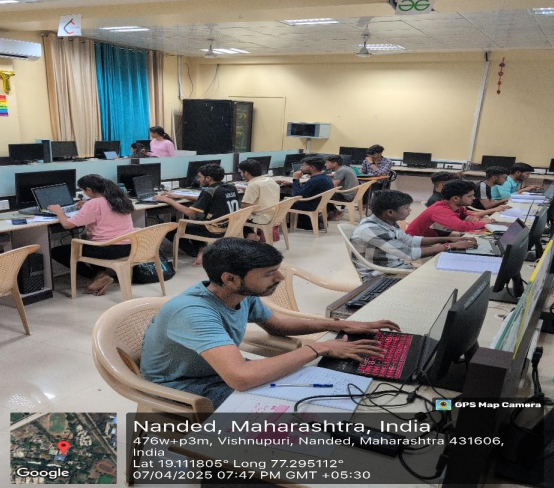 GPS Map Camera
Nanded, Maharashtra, India
476w+p3m, Vishnupuri, Nanded, Maharashtra 431606,
India
Lat 19.111805° Long 77.295112°
07/04/2025 07:47 PM GMT +05:30
Google
10